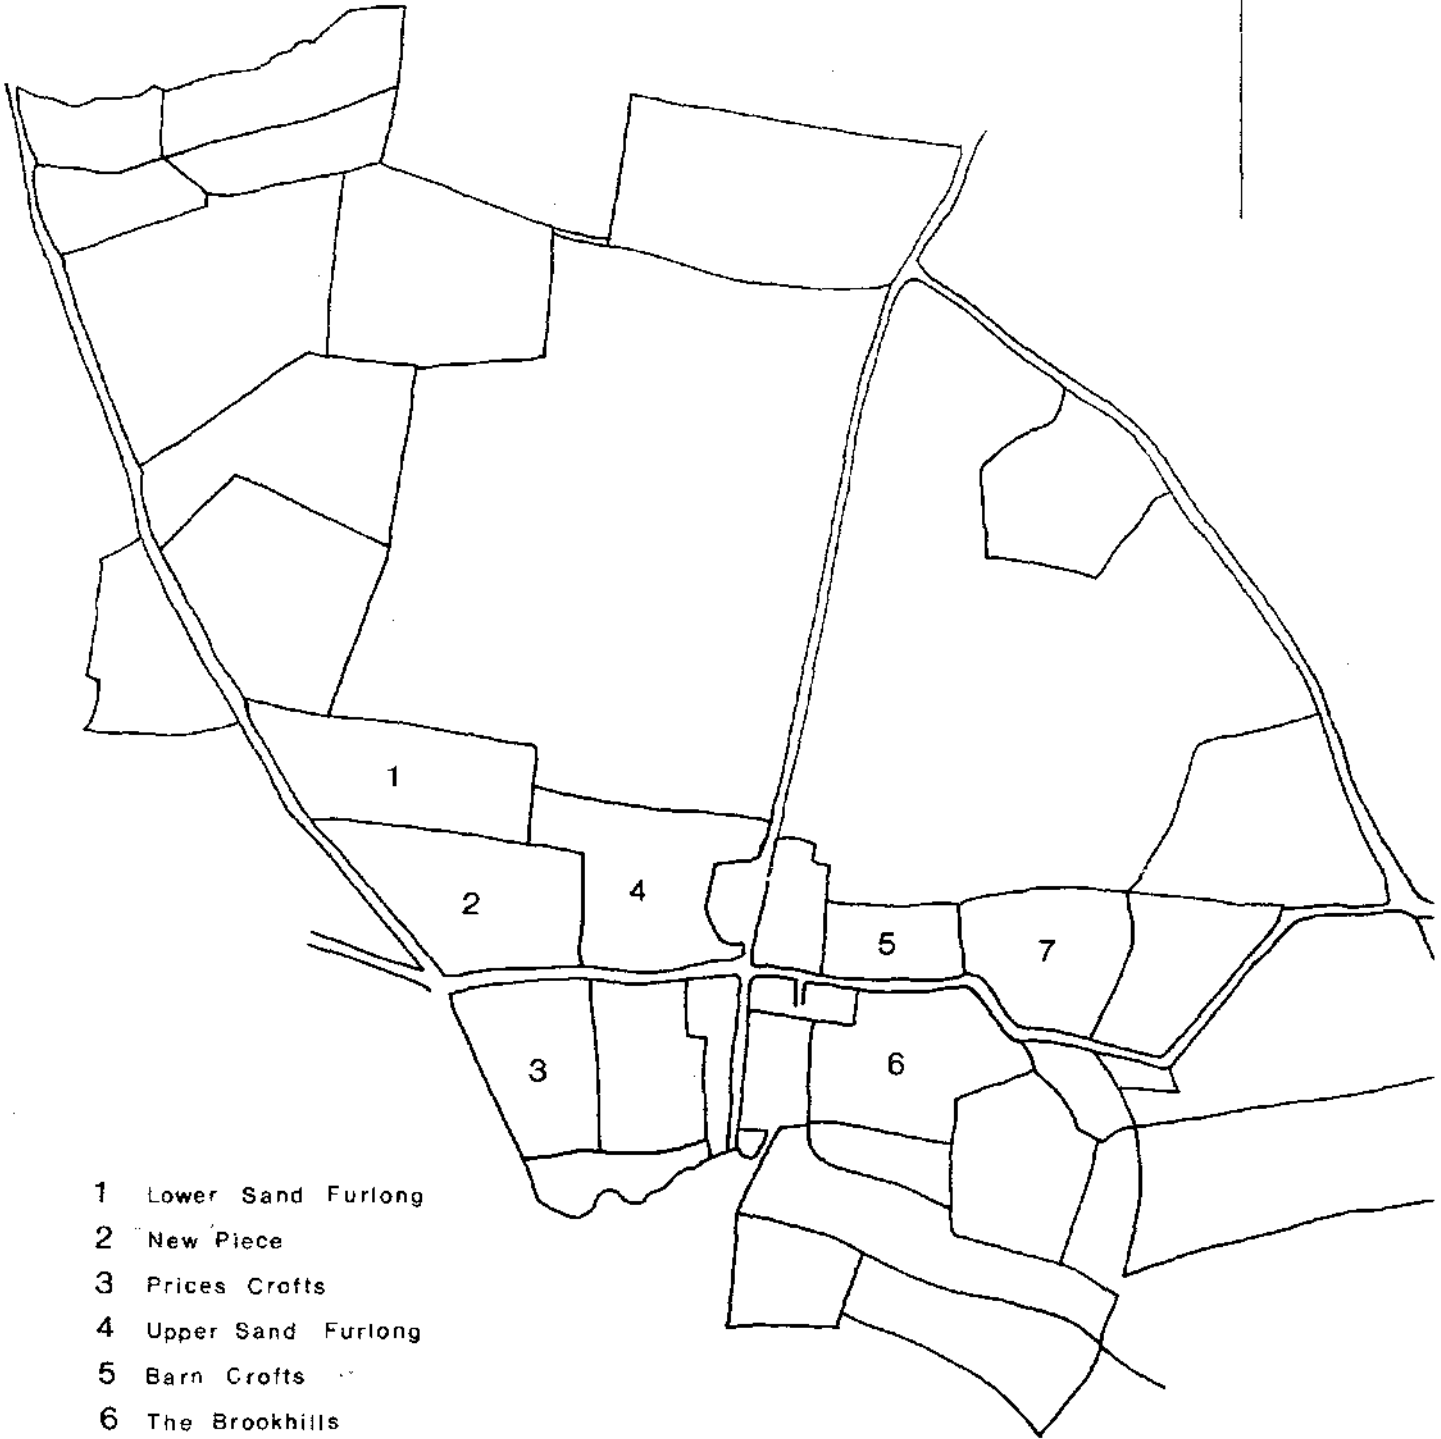 1
4
2
5
7
3
6
1 Lower Sand Furlong
2 New Piece
3 Prices Crofts
4 Upper Sand Furlong
5 Barn Crofts
6 The Brookhills